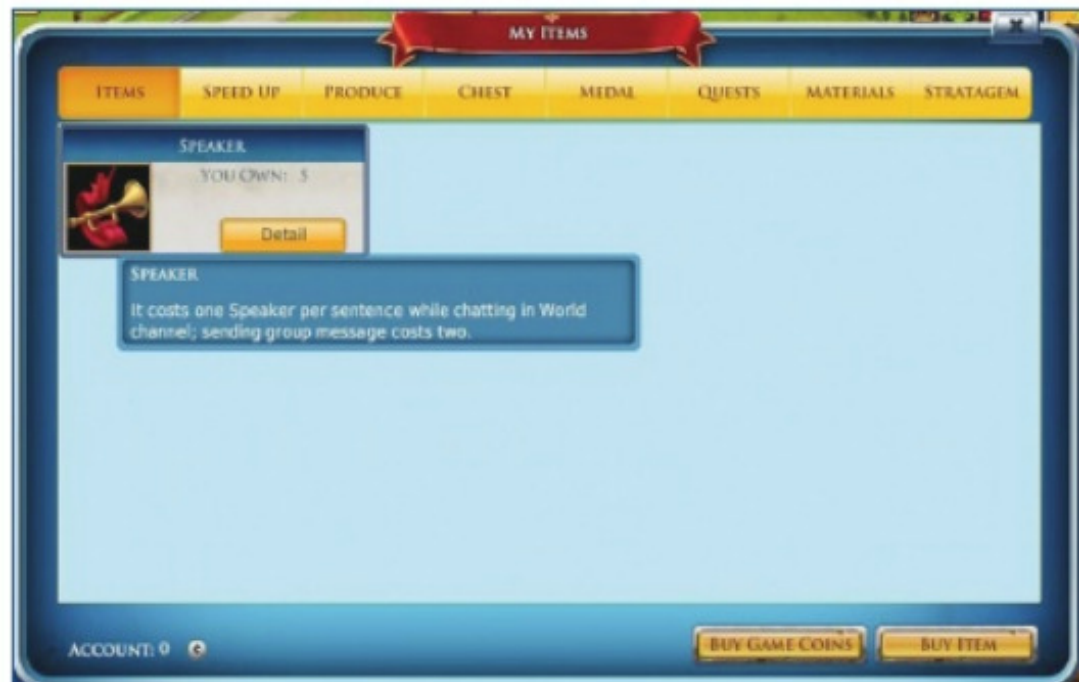 MY ITEMS
ITEMS SPEED UP PRODUCE CHEST MEDAL QUESTS MATERIALS STRATAGEM
SPEAKER
YOU OWN: 5
Detail
SPEAKER
It costs one Speaker per sentence while chatting in World
channel; sending group message costs two.
ACCOUNT: 0
BUY GAME COINS BUY ITEM